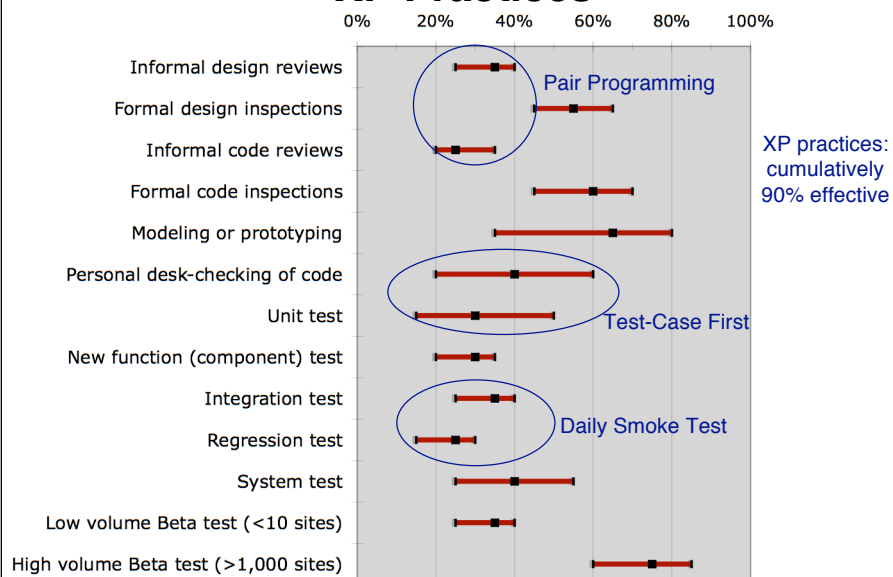 XP Practices
0% 20% 40% 60% 80% 100%
Informal design reviews
Pair Programming
Formal design inspections
Informal code reviews
XP practices:
cumulatively
90% effective
Formal code inspections
Modeling or prototyping
Personal desk-checking of code
Unit test
Test-Case First
New function (component) test
Integration test
Daily Smoke Test
Regression test
System test
Low volume Beta test (<10 sites)
High volume Beta test (>1,000 sites)